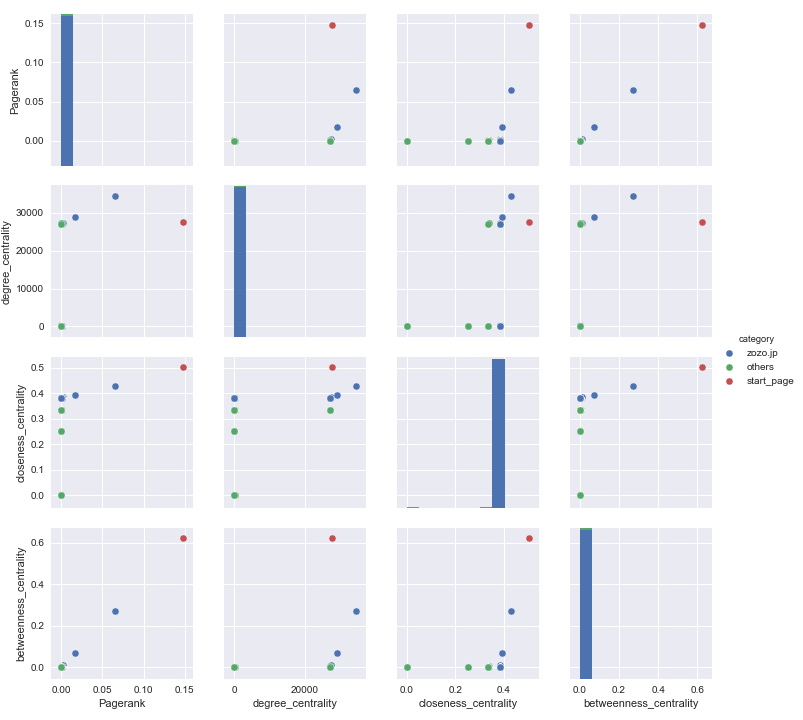 0.15
0.10
0.05
0.00
Pagerank
30000
20000
10000
0
degree_centrality
category
zozo.jp
others
start_page
0.5
0.4
0.3
0.2
0.1
0.0
closeness_centrality
0.6
0.4
0.2
0.0
betweenness_centrality
0.00 0.05 0.10 0.15
Pagerank
0 20000
degree_centrality
0.0 0.2 0.4
closeness_centrality
0.0 0.2 0.4 0.6
betweenness_centrality